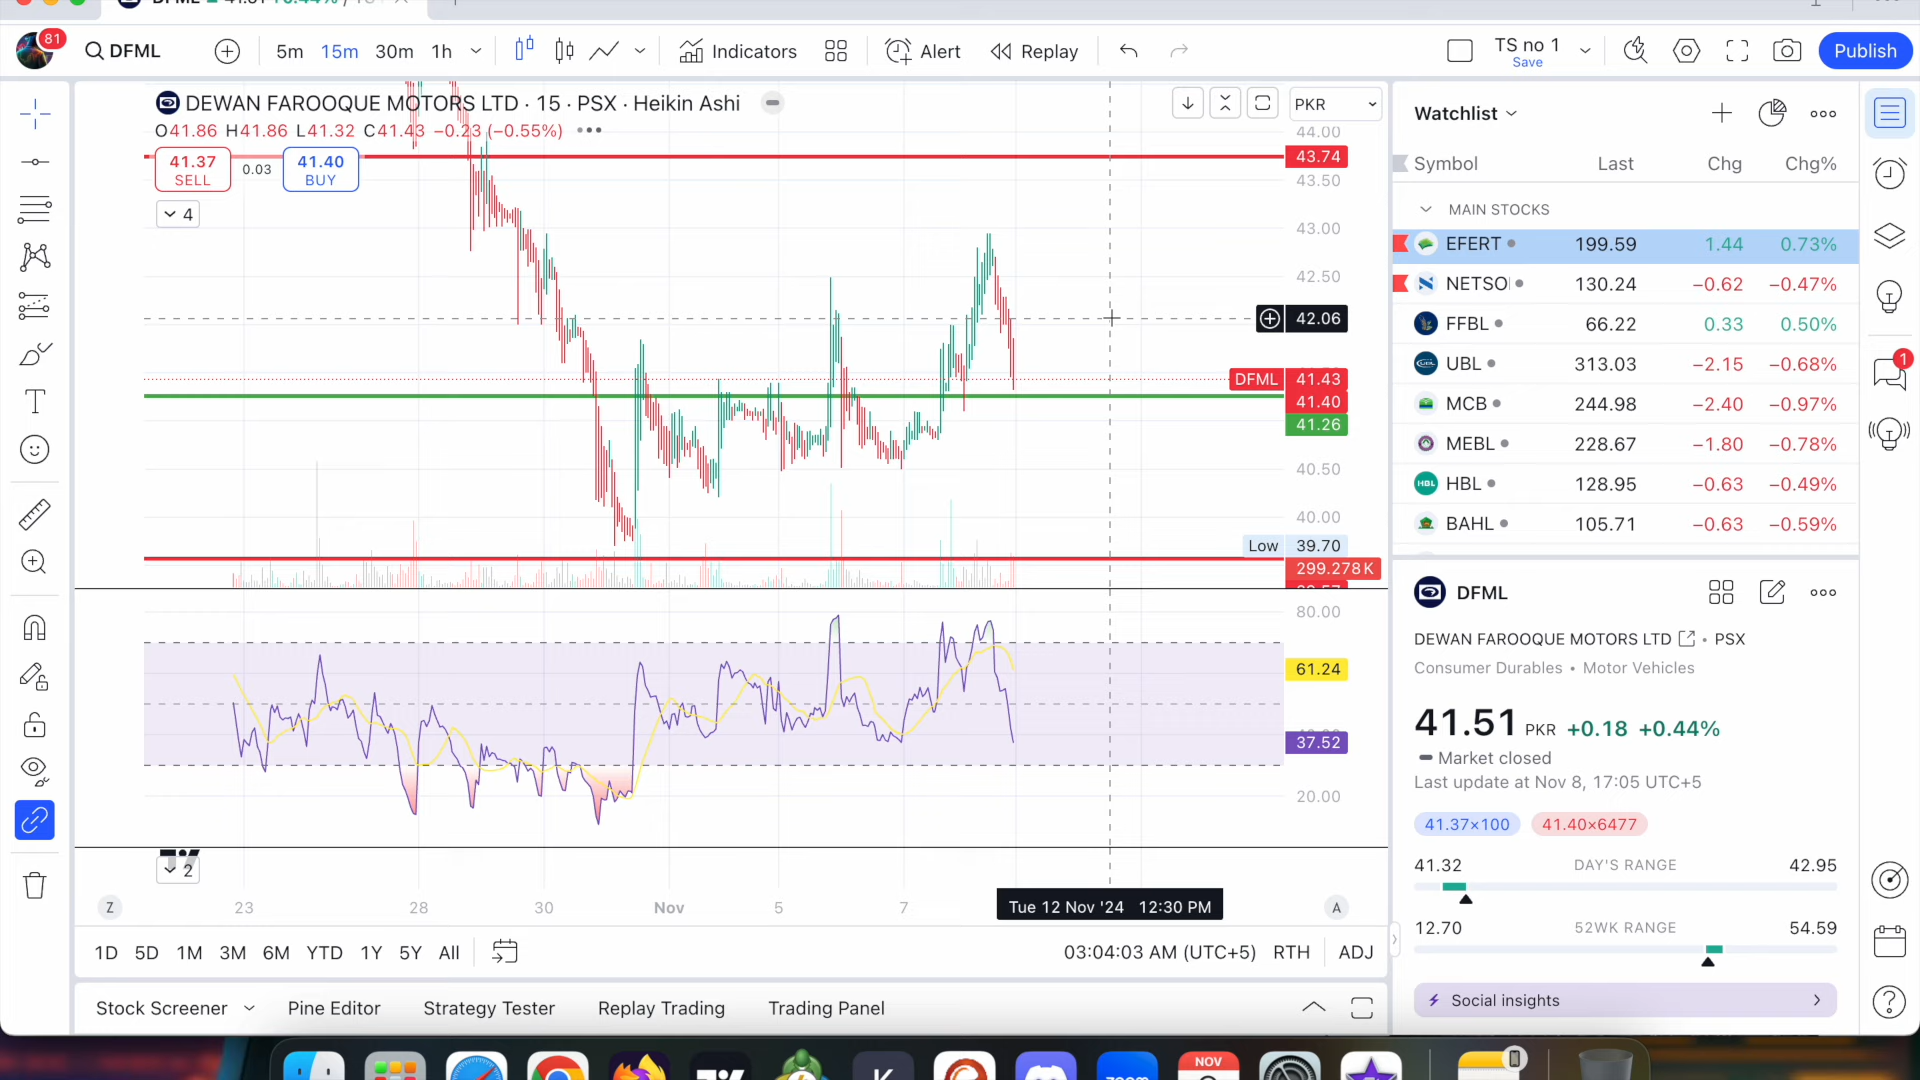 81
DFML
5m 15m 30m 1h
Indicators
Alert
Replay
TS no 1
Save
Publish
DEWAN FAROOQUE MOTORS LTD · 15 · PSX · Heikin Ashi
O41.86 H41.86 L41.32 C41.43 −0.23 (−0.55%)
41.37
SELL
0.03
41.40
BUY
4
PKR
44.00
43.74
43.50
43.00
42.50
42.06
DFML 41.43
41.40
41.26
40.50
40.00
Low 39.70
299.278K
80.00
61.24
37.52
20.00
2
Z
23 28 30 Nov 5 7
Tue 12 Nov '24 12:30 PM
A
1D 5D 1M 3M 6M YTD 1Y 5Y All
03:04:03 AM (UTC+5) RTH ADJ
Stock Screener Pine Editor Strategy Tester Replay Trading Trading Panel
Watchlist
Symbol Last Chg Chg%
MAIN STOCKS
EFERT 199.59 1.44 0.73%
NETSO 130.24 −0.62 −0.47%
FFBL 66.22 0.33 0.50%
UBL 313.03 −2.15 −0.68%
MCB 244.98 −2.40 −0.97%
MEBL 228.67 −1.80 −0.78%
HBL HBL 128.95 −0.63 −0.49%
BAHL 105.71 −0.63 −0.59%
1
DFML
DEWAN FAROOQUE MOTORS LTD • PSX
Consumer Durables • Motor Vehicles
41.51 PKR +0.18 +0.44%
Market closed
Last update at Nov 8, 17:05 UTC+5
41.37×100 41.40×6477
41.32 DAY'S RANGE 42.95
12.70 52WK RANGE 54.59
Social insights
NOV